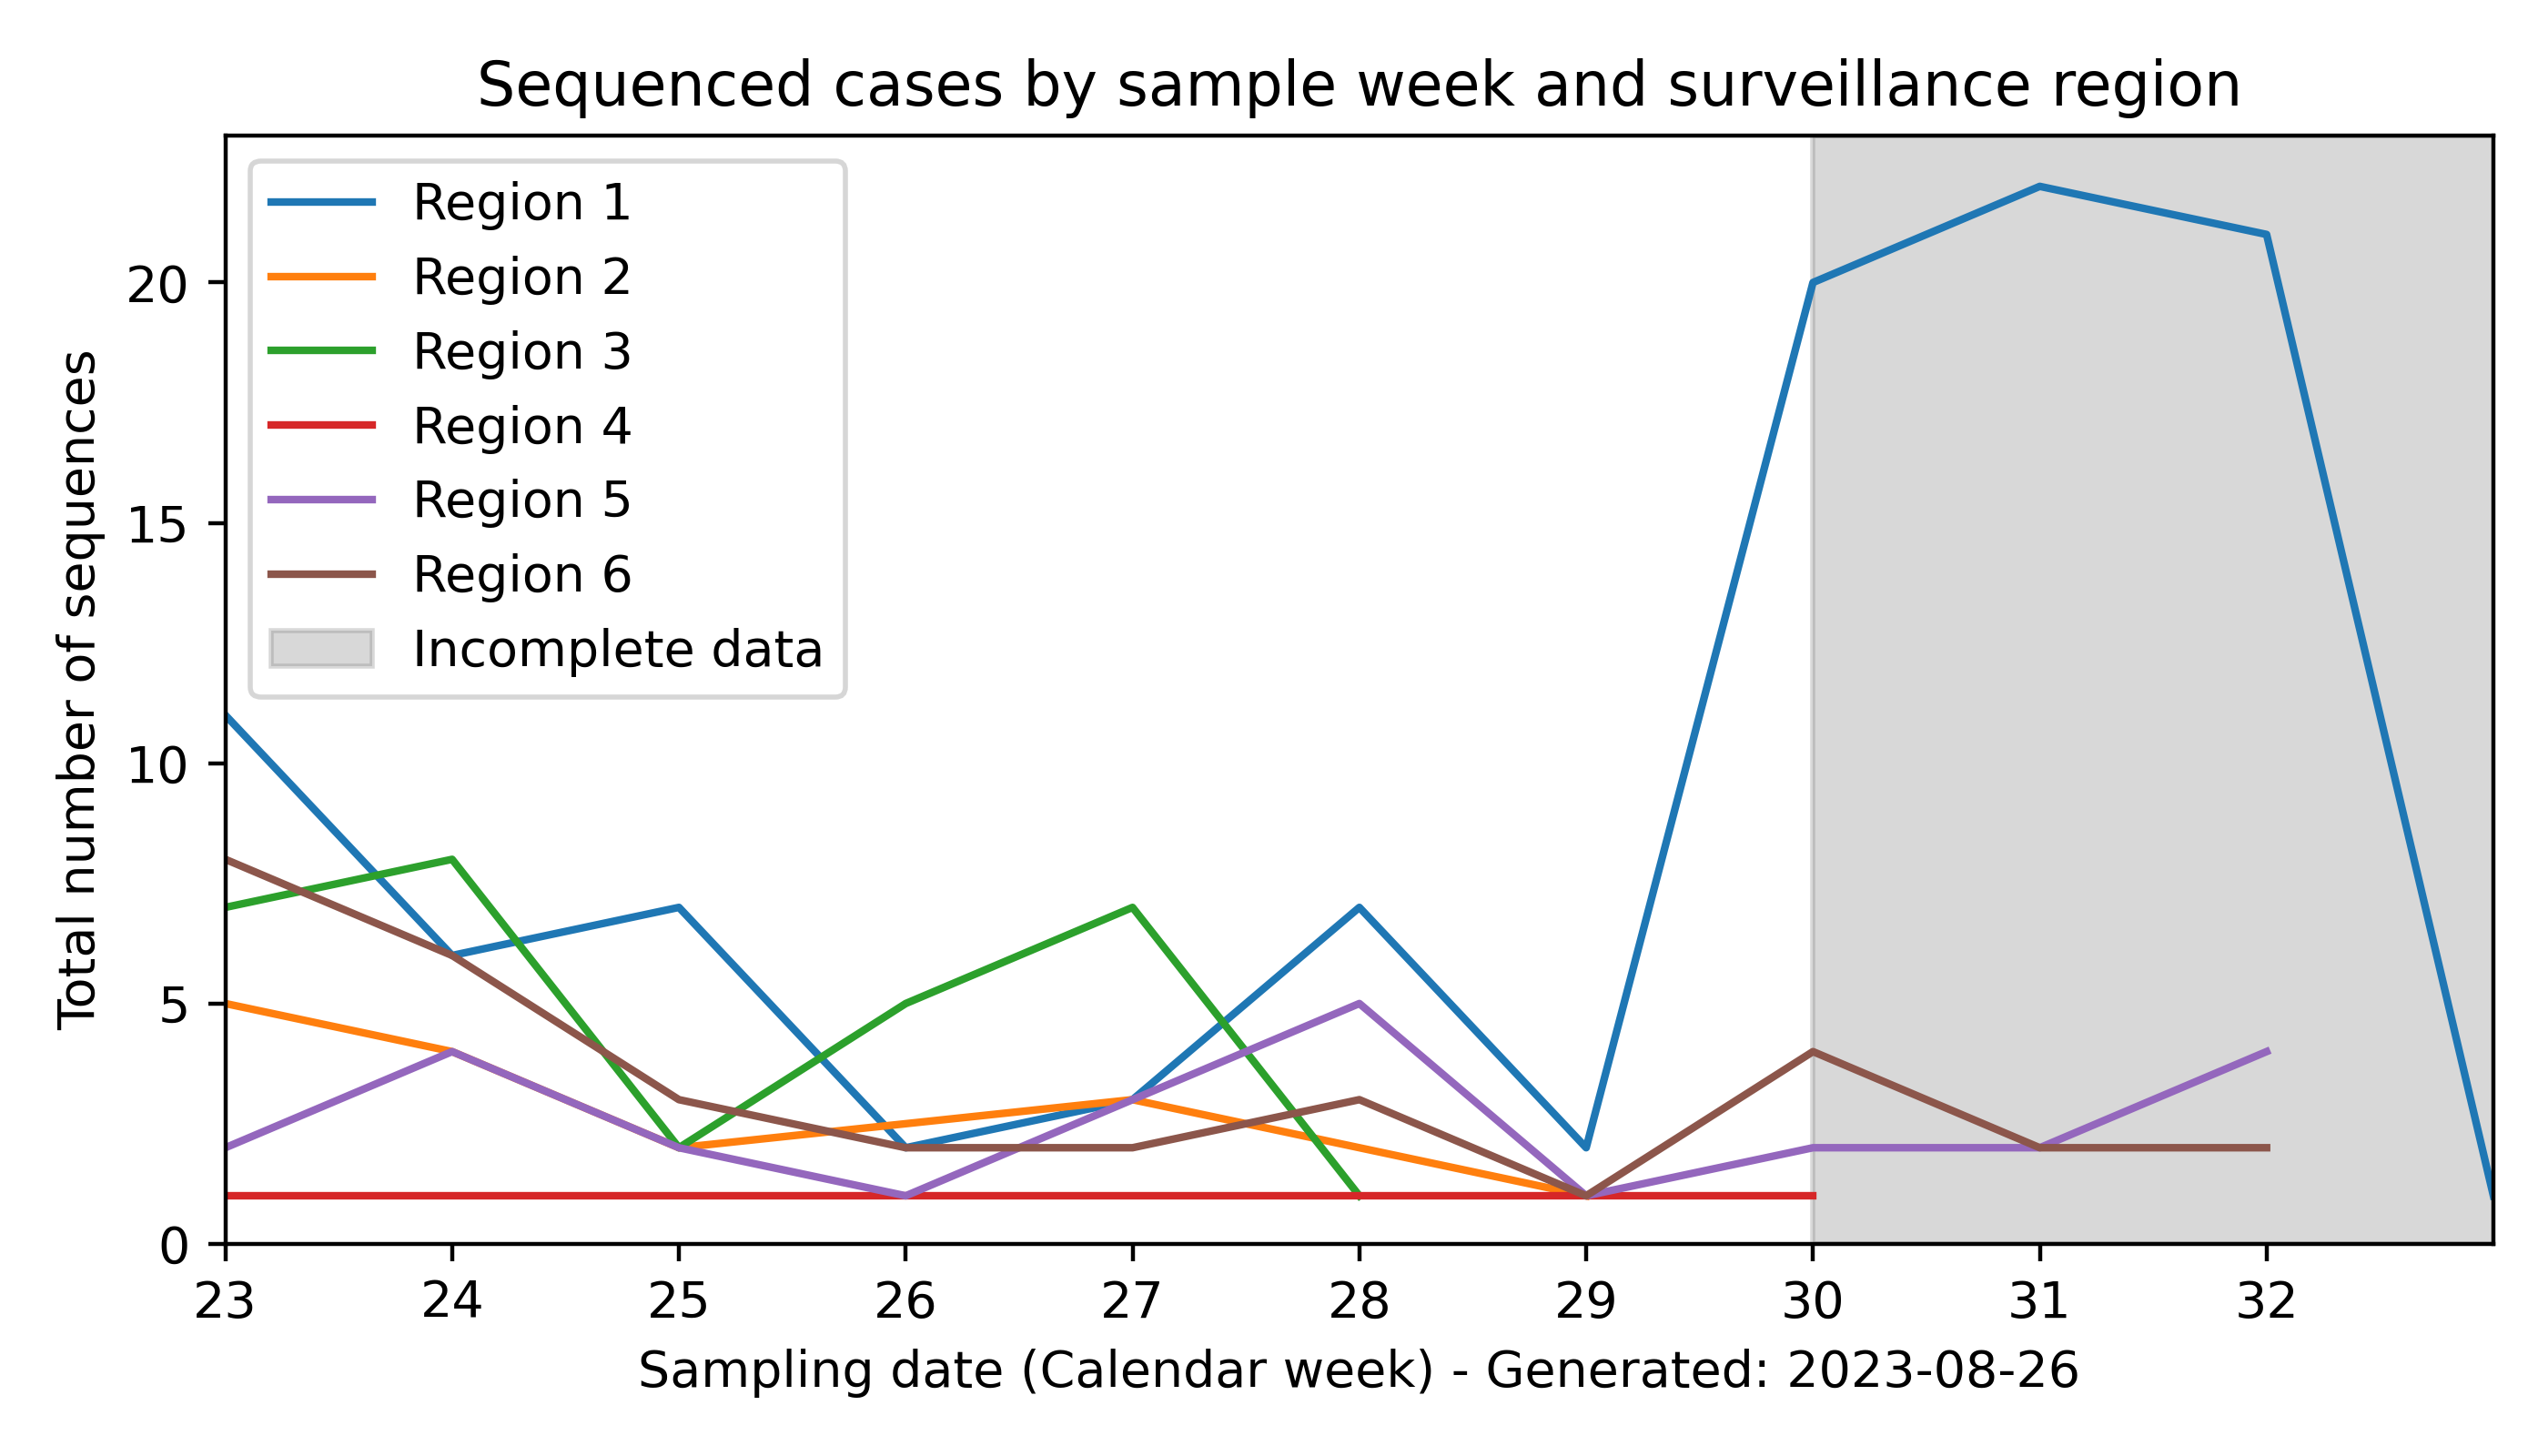 Sequenced cases by sample week and surveillance region
Region 1
Region 2
Region 3
Region 4
Region 5
Region 6
Incomplete data
Total number of sequences
20
15
10
5
0
23 24 25 26 27 28 29 30 31 32
Sampling date (Calendar week) - Generated: 2023-08-26